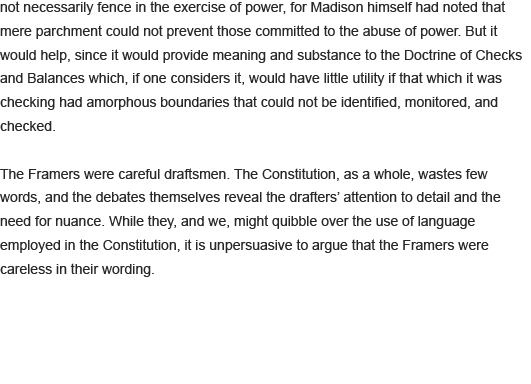 not necessarily fence in the exercise of power, for Madison himself had noted that
mere parchment could not prevent those committed to the abuse of power. But it
would help, since it would provide meaning and substance to the Doctrine of Checks
and Balances which, if one considers it, would have little utility if that which it was
checking had amorphous boundaries that could not be identified, monitored, and
checked.
The Framers were careful draftsmen. The Constitution, as a whole, wastes few
words, and the debates themselves reveal the drafters’ attention to detail and the
need for nuance. While they, and we, might quibble over the use of language
employed in the Constitution, it is unpersuasive to argue that the Framers were
careless in their wording.